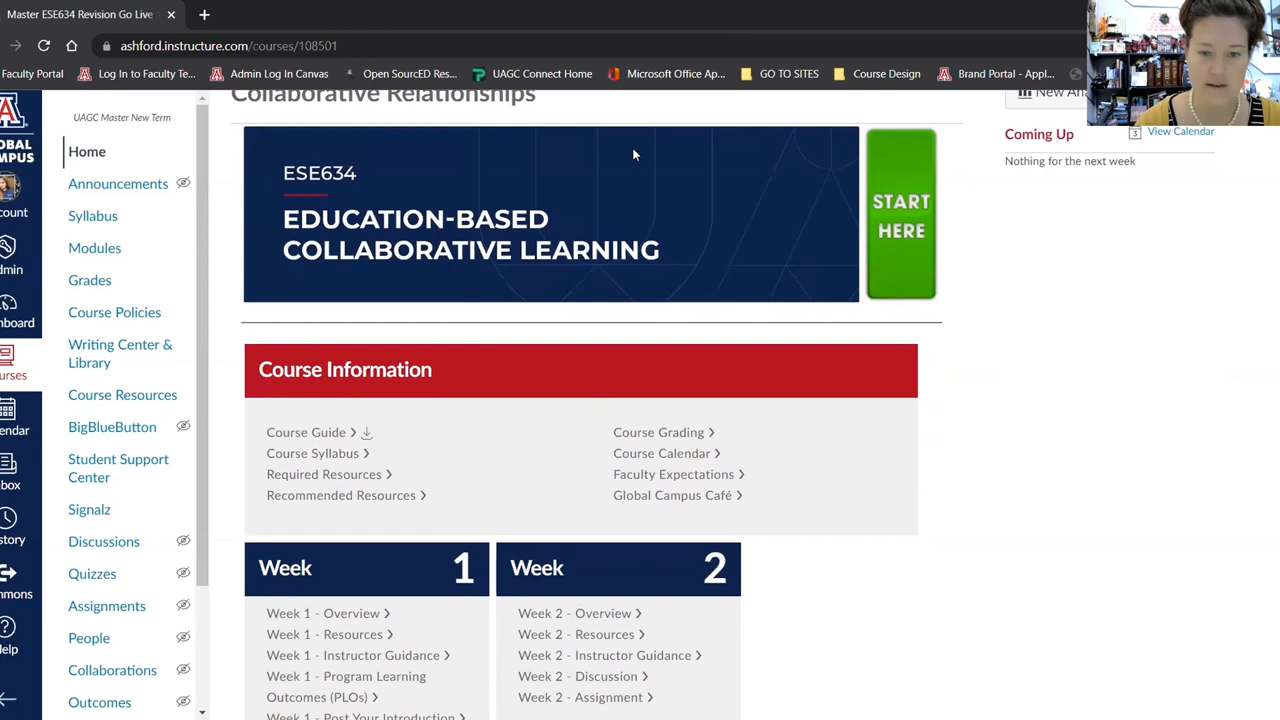 Master ESE634 Revision Go Live
ashford.instructure.com/courses/108501
Faculty Portal
Log In to Faculty Te...
Admin Log In Canvas
Open SourcED Res...
UAGC Connect Home
Microsoft Office Ap...
GO TO SITES
Course Design
Brand Portal - Appl...
UAGC Master New Term
Home
Announcements
Syllabus
Modules
Grades
Course Policies
Writing Center &
Library
Course Resources
BigBlueButton
Student Support
Center
Signalz
Discussions
Quizzes
Assignments
People
Collaborations
Outcomes
Collaborative Relationships
ESE634
EDUCATION-BASED
COLLABORATIVE LEARNING
START
HERE
Course Information
Course Guide
Course Syllabus
Required Resources
Recommended Resources
Course Grading
Course Calendar
Faculty Expectations
Global Campus Café
Week 1
Week 1 - Overview
Week 1 - Resources
Week 1 - Instructor Guidance
Week 1 - Program Learning
Outcomes (PLOs)
Week 1 - Post Your Introduction
Week 2
Week 2 - Overview
Week 2 - Resources
Week 2 - Instructor Guidance
Week 2 - Discussion
Week 2 - Assignment
New Ana
Coming Up
3
View Calendar
Nothing for the next week